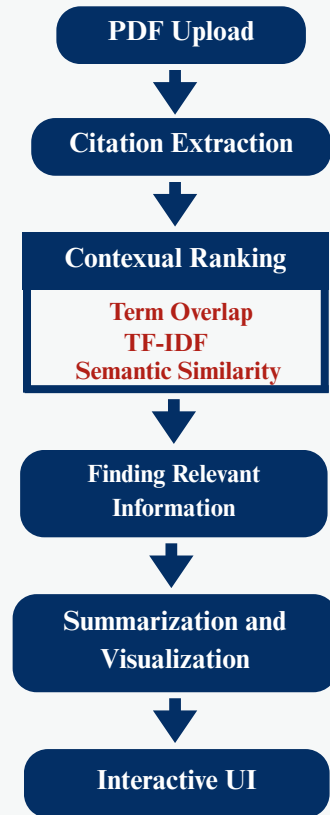 PDF Upload
Citation Extraction
Contexual Ranking
Term Overlap
TF-IDF
Semantic Similarity
Finding Relevant
Information
Summarization and
Visualization
Interactive UI